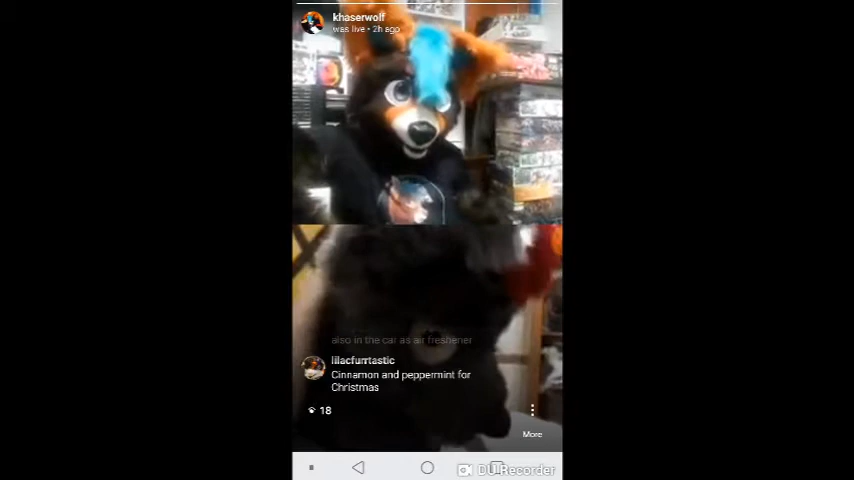 khaserwolf
was live • 2h ago
also in the car as air freshener
lilacfurrtastic
Cinnamon and peppermint for
Christmas
18
More
DU Recorder